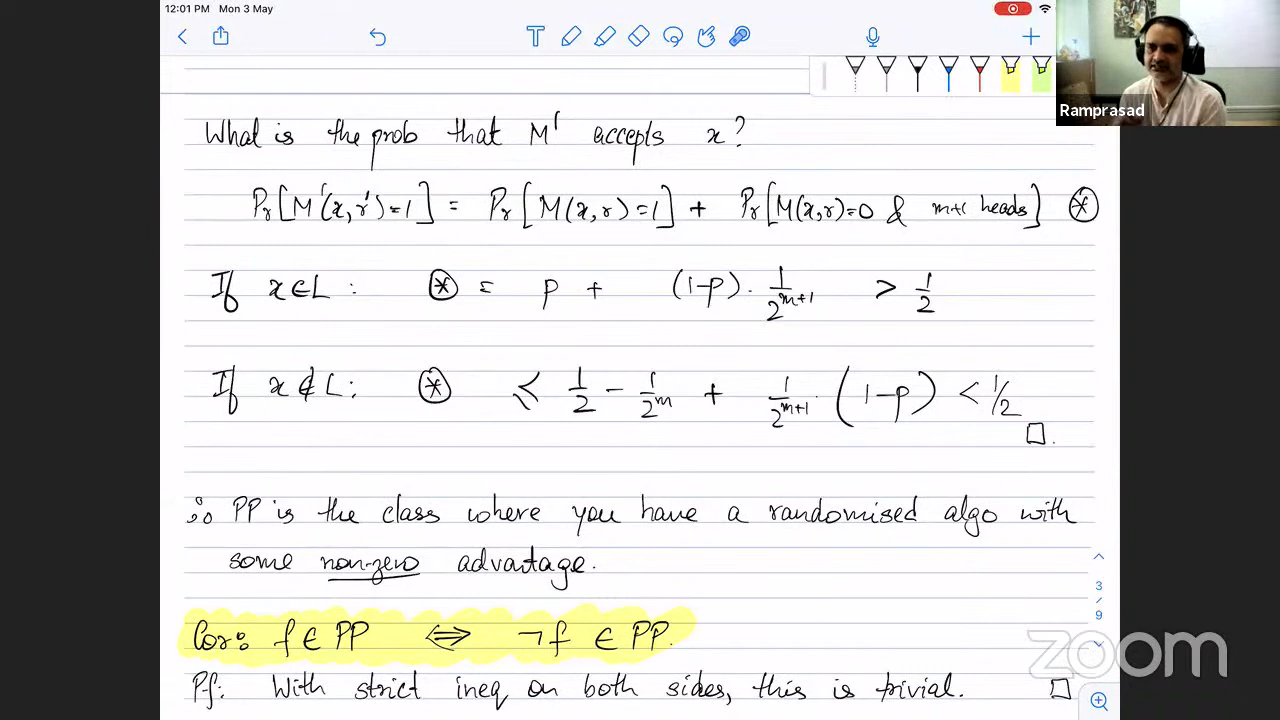 12:01 PM Mon 3 May
Ramprasad
What is the prob that M' accepts x?
Pr[M'(x,r')=1] = Pr[M(x,r)=1] + Pr[M(x,r)=0 & m+1 heads] ⊛
If x∈L: ⊛ = p + (1-p)·1/2^{m+1} > 1/2
If x∉L: ⊛ ≤ 1/2 - 1/2^m + 1/2^{m+1}·(1-p) < 1/2
□.
∴ PP is the class where you have a randomised algo with
some non-zero advantage.
Cor: f ∈ PP ⟺ ¬f ∈ PP.
Pf: With strict ineq on both sides, this is trivial. □
3
/
9
zoom